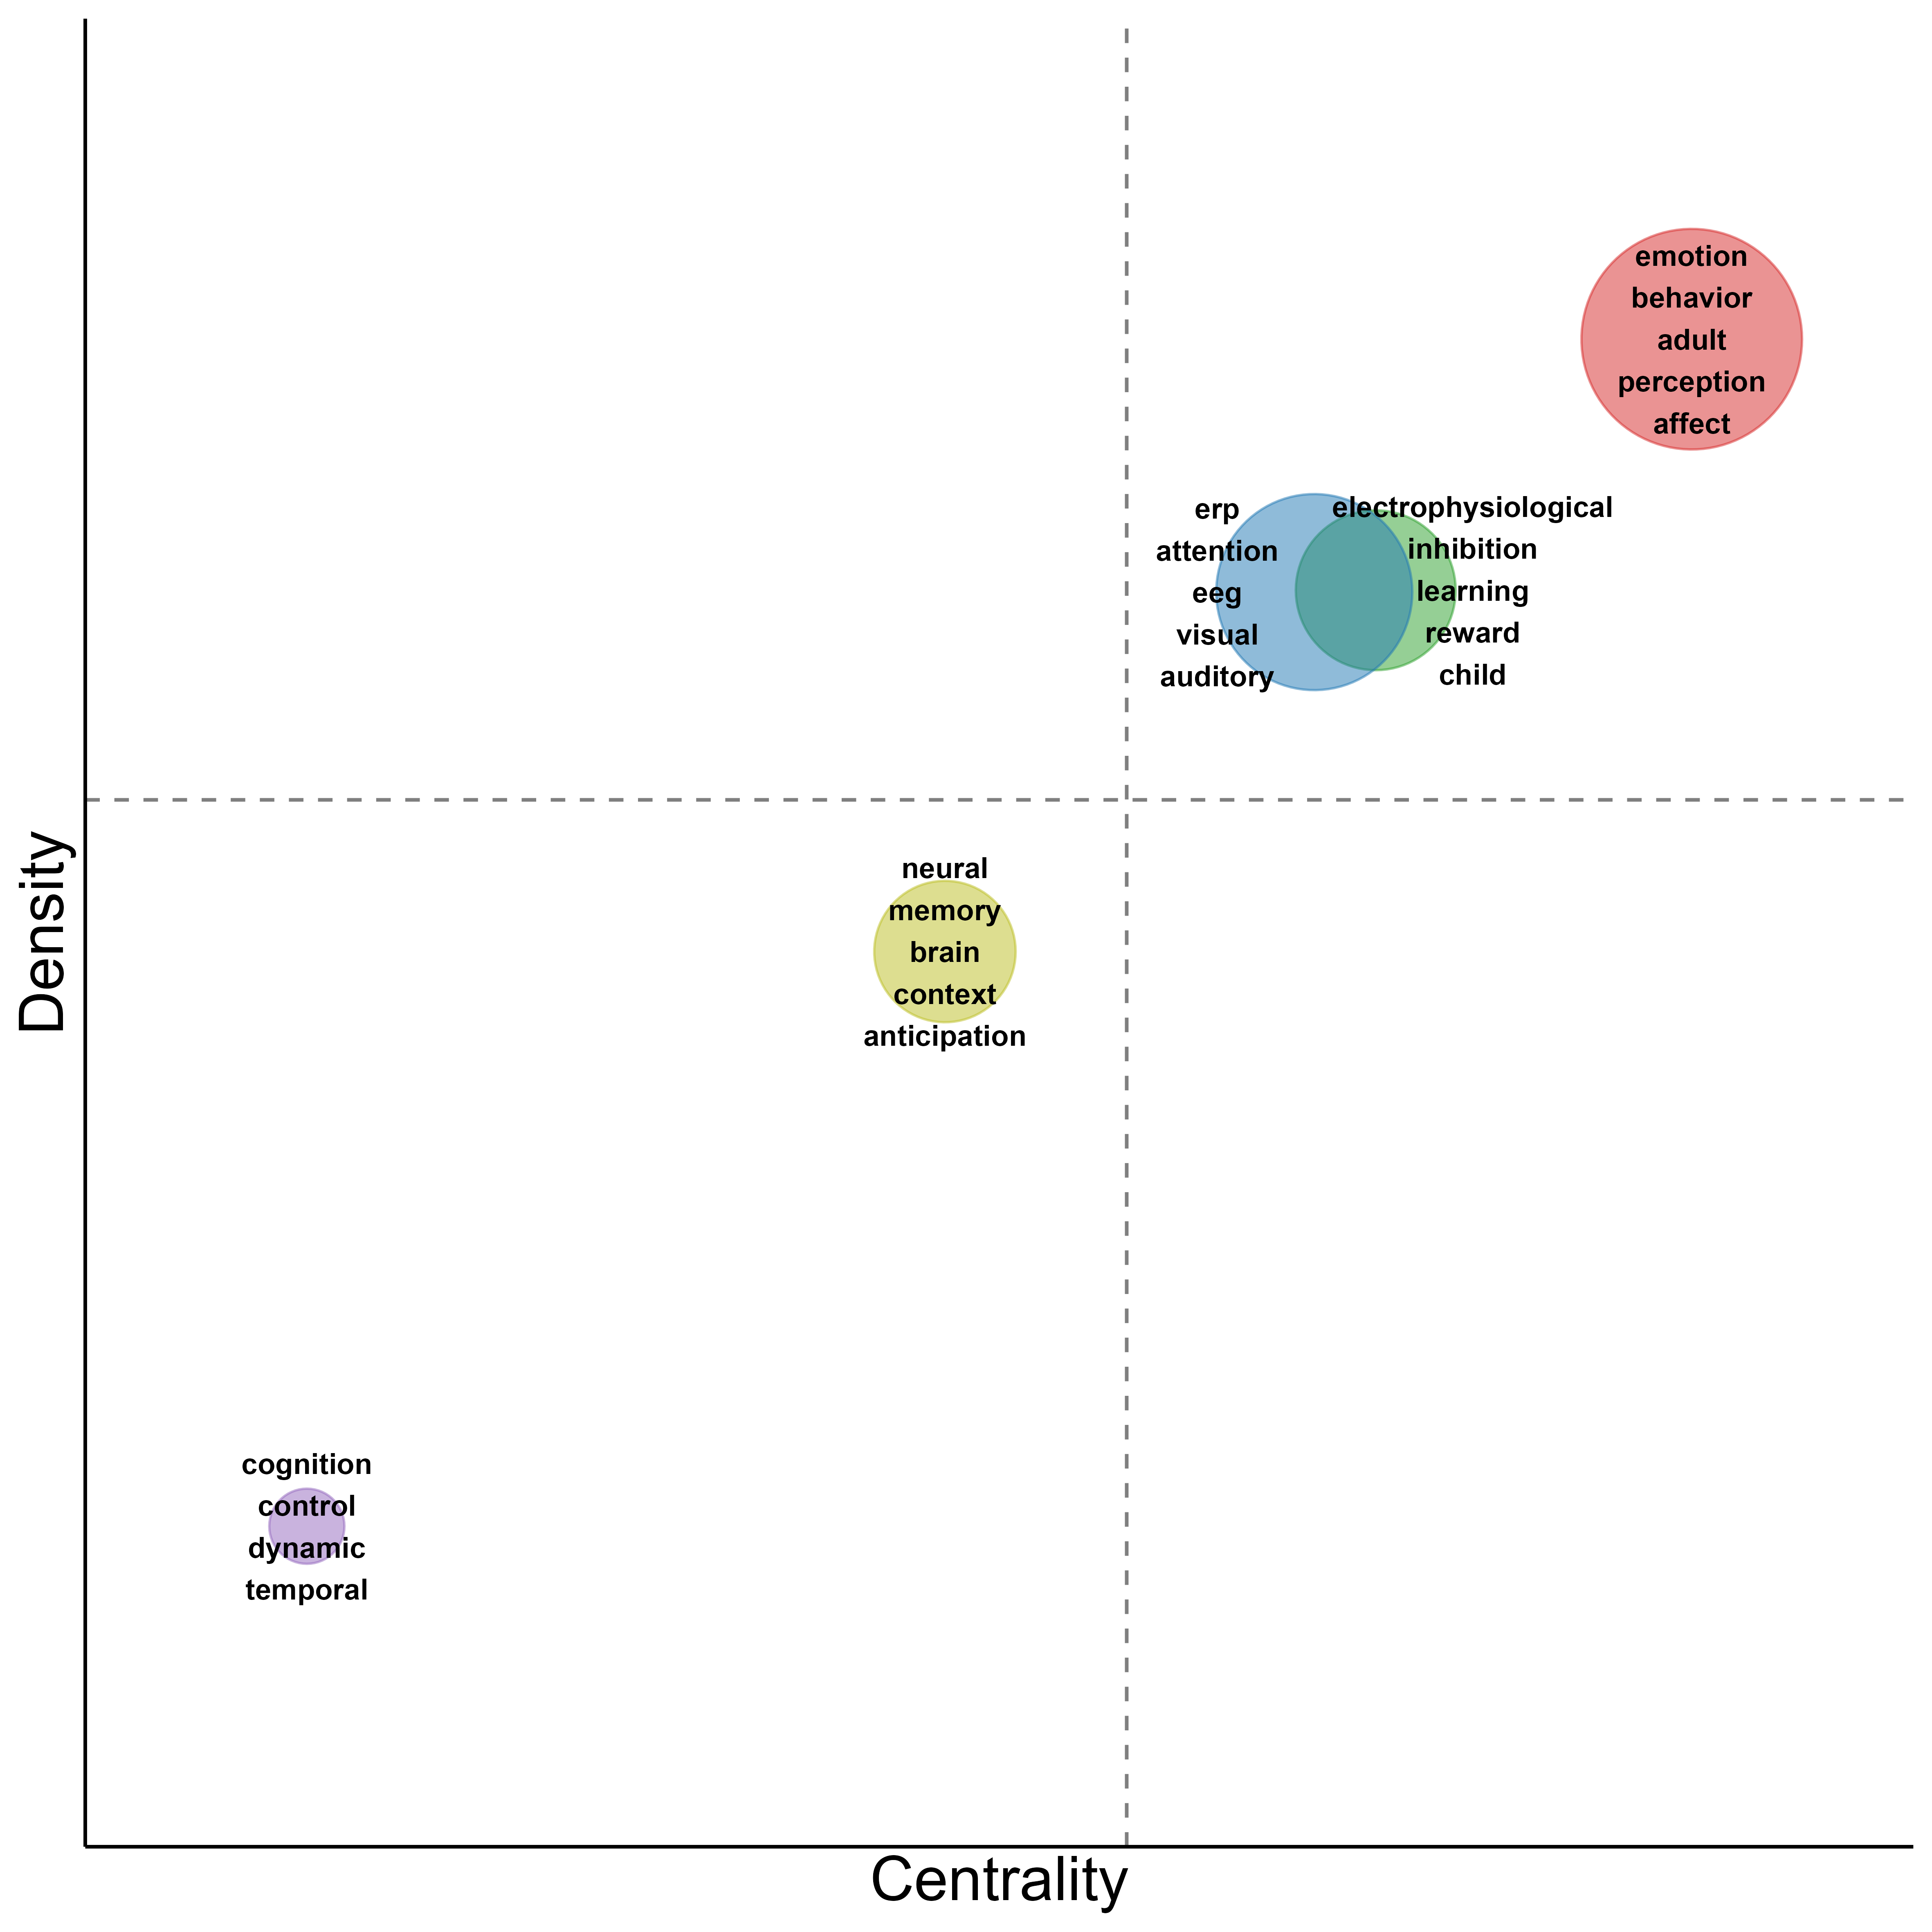 emotion
behavior
adult
perception
affect
erp
attention
eeg
visual
auditory
electrophysiological
inhibition
learning
reward
child
neural
memory
brain
context
anticipation
cognition
control
dynamic
temporal
Density
Centrality